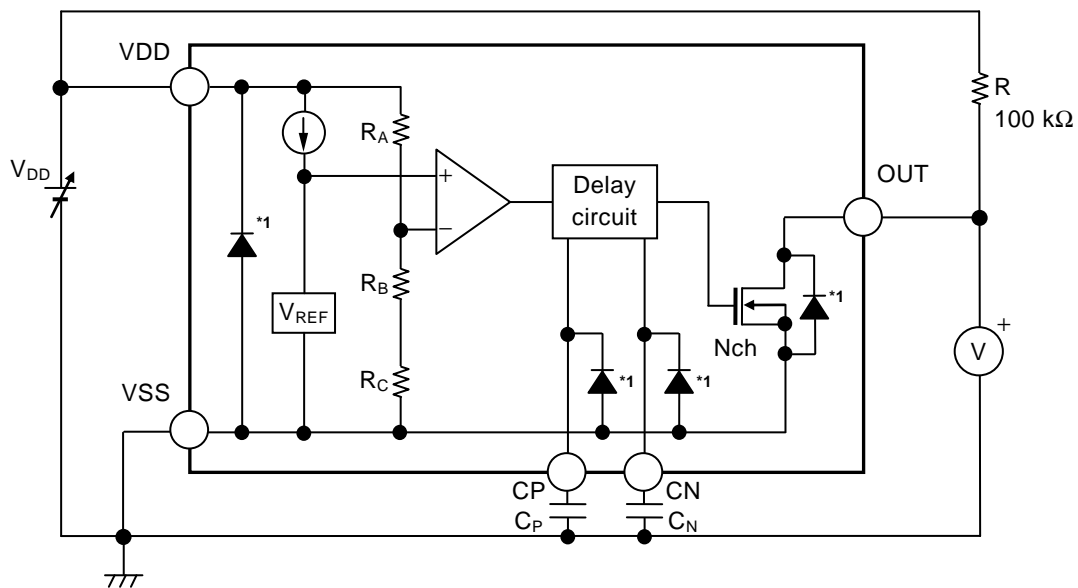 VDD
R
100 kΩ
RA
VDD
+
Delay
circuit
OUT
*1
−
RB
*1
+
VREF
Nch
V
VSS
RC
*1
*1
CP
CN
CP
CN